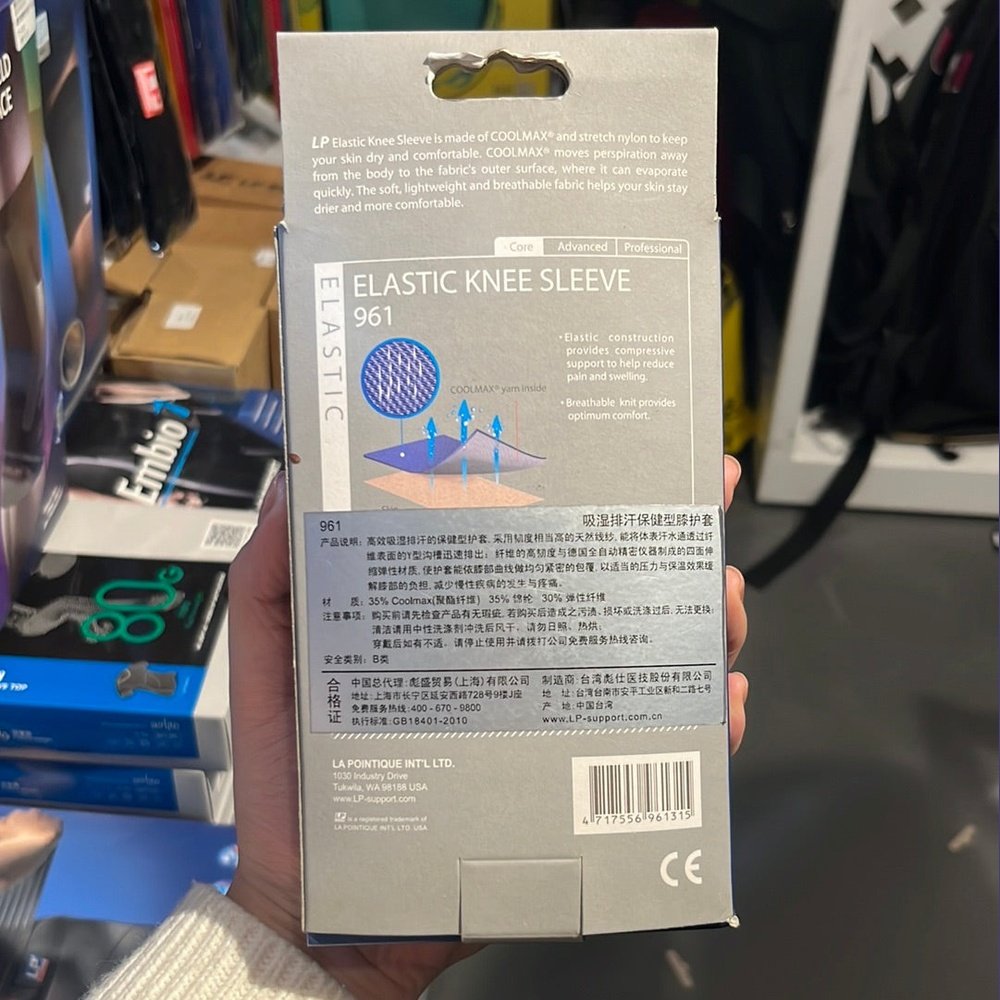 LP Elastic Knee Sleeve is made of COOLMAX® and stretch nylon to keep
your skin dry and comfortable. COOLMAX® moves perspiration away
from the body to the fabric's outer surface, where it can evaporate
quickly. The soft, lightweight and breathable fabric helps your skin stay
drier and more comfortable.
Core Advanced Professional
ELASTIC
ELASTIC KNEE SLEEVE
961
COOLMAX® yarn inside
• Elastic construction
provides compressive
support to help reduce
pain and swelling.
• Breathable knit provides
optimum comfort.
Skin
961 吸湿排汗保健型膝护套
产品说明: 高效吸湿排汗的保健型护套, 采用韧度相当高的天然线纱, 能将体表汗水通过纤
维表面的Y型沟槽迅速排出; 纤维的高韧度与德国全自动精密仪器制成的四面伸
缩弹性材质, 使护套能依膝部曲线做均匀紧密的包覆, 以适当的压力与保温效果缓
解膝部的负担, 减少慢性疾病的发生与疼痛。
材 质: 35% Coolmax(聚酯纤维) 35% 锦纶 30% 弹性纤维
注意事项: 购买前请先检查产品有无瑕疵, 若购买后造成之污渍、损坏或洗涤过后, 无法更换;
清洁请用中性洗涤剂冲洗后风干, 请勿日照、热烘;
穿戴后如有不适, 请停止使用并请拨打公司免费服务热线咨询。
安全类别: B类
合格证
中国总代理: 彪盛贸易(上海)有限公司
地址: 上海市长宁区延安西路728号9楼J座
免费服务热线: 400-670-9800
执行标准: GB18401-2010
制造商: 台湾彪仕医技股份有限公司
地 址: 台湾台南市安平工业区新和二路七号
产 地: 中国台湾
www.LP-support.com.cn
LA POINTIQUE INT'L LTD.
1030 Industry Drive
Tukwila, WA 98188 USA
www.LP-support.com
LP is a registered trademark of
LA POINTIQUE INT'L LTD. USA
4 717556 961315
CE
Embio
80 G